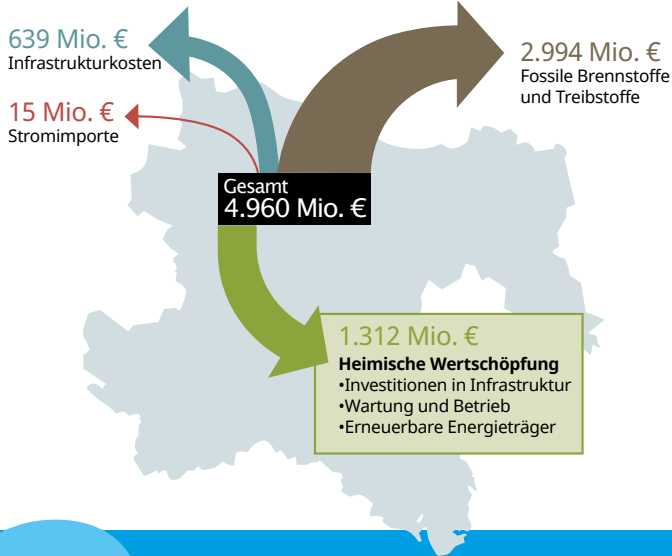 639 Mio. €
Infrastrukturkosten
15 Mio. €
Stromimporte
2.994 Mio. €
Fossile Brennstoffe
und Treibstoffe
Gesamt
4.960 Mio. €
1.312 Mio. €
Heimische Wertschöpfung
•Investitionen in Infrastruktur
•Wartung und Betrieb
•Erneuerbare Energieträger